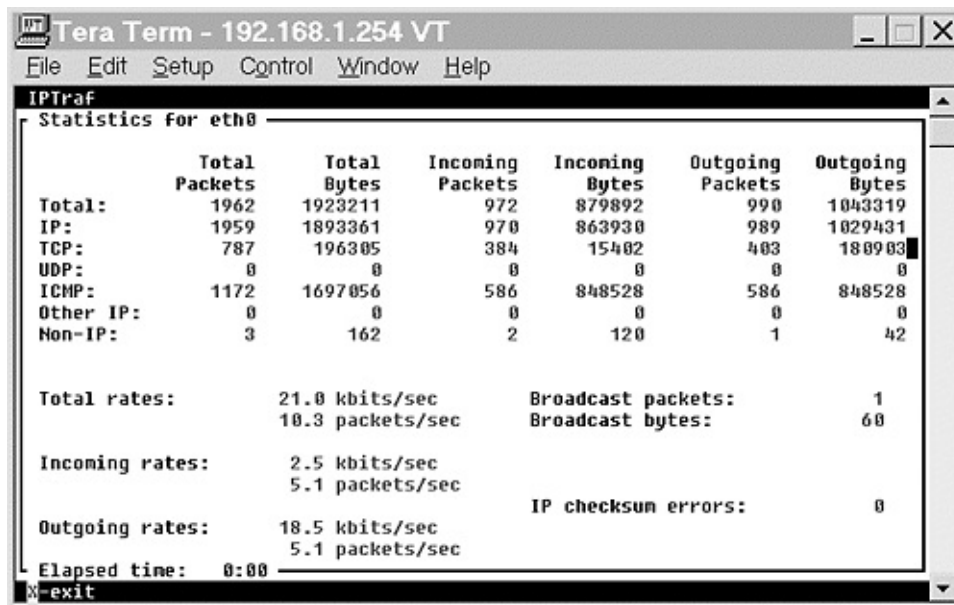 Tera Term - 192.168.1.254 VT
File Edit Setup Control Window Help
IPTraf
Statistics for eth0
Total Total Incoming Incoming Outgoing Outgoing
Packets Bytes Packets Bytes Packets Bytes
Total: 1962 1923211 972 879892 990 1043319
IP: 1959 1893361 970 863930 989 1029431
TCP: 787 196305 384 15402 403 180903
UDP: 0 0 0 0 0 0
ICMP: 1172 1697056 586 848528 586 848528
Other IP: 0 0 0 0 0 0
Non-IP: 3 162 2 120 1 42
Total rates: 21.0 kbits/sec Broadcast packets: 1
10.3 packets/sec Broadcast bytes: 60
Incoming rates: 2.5 kbits/sec
5.1 packets/sec
IP checksum errors: 0
Outgoing rates: 18.5 kbits/sec
5.1 packets/sec
Elapsed time: 0:00
X-exit